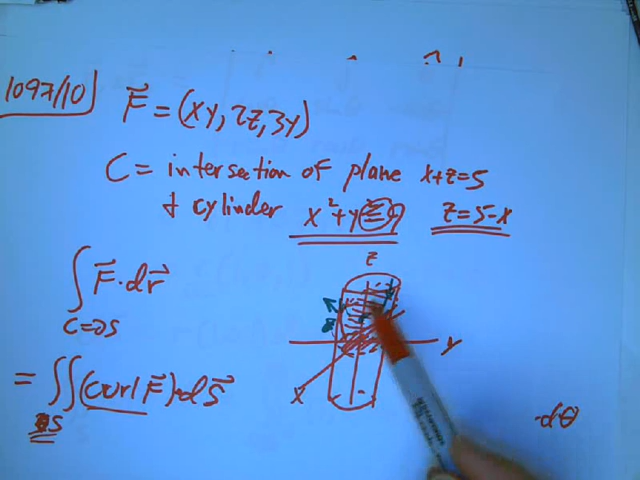 1097/10
F⃗ = (xy, 2z, 3y)
C = intersection of plane x+z=5
+ cylinder x²+y²=9 z=5-x
∫ F⃗·dr⃗
C=∂S
= ∬(curl F⃗)·dS⃗
S
z
y
x
dθ